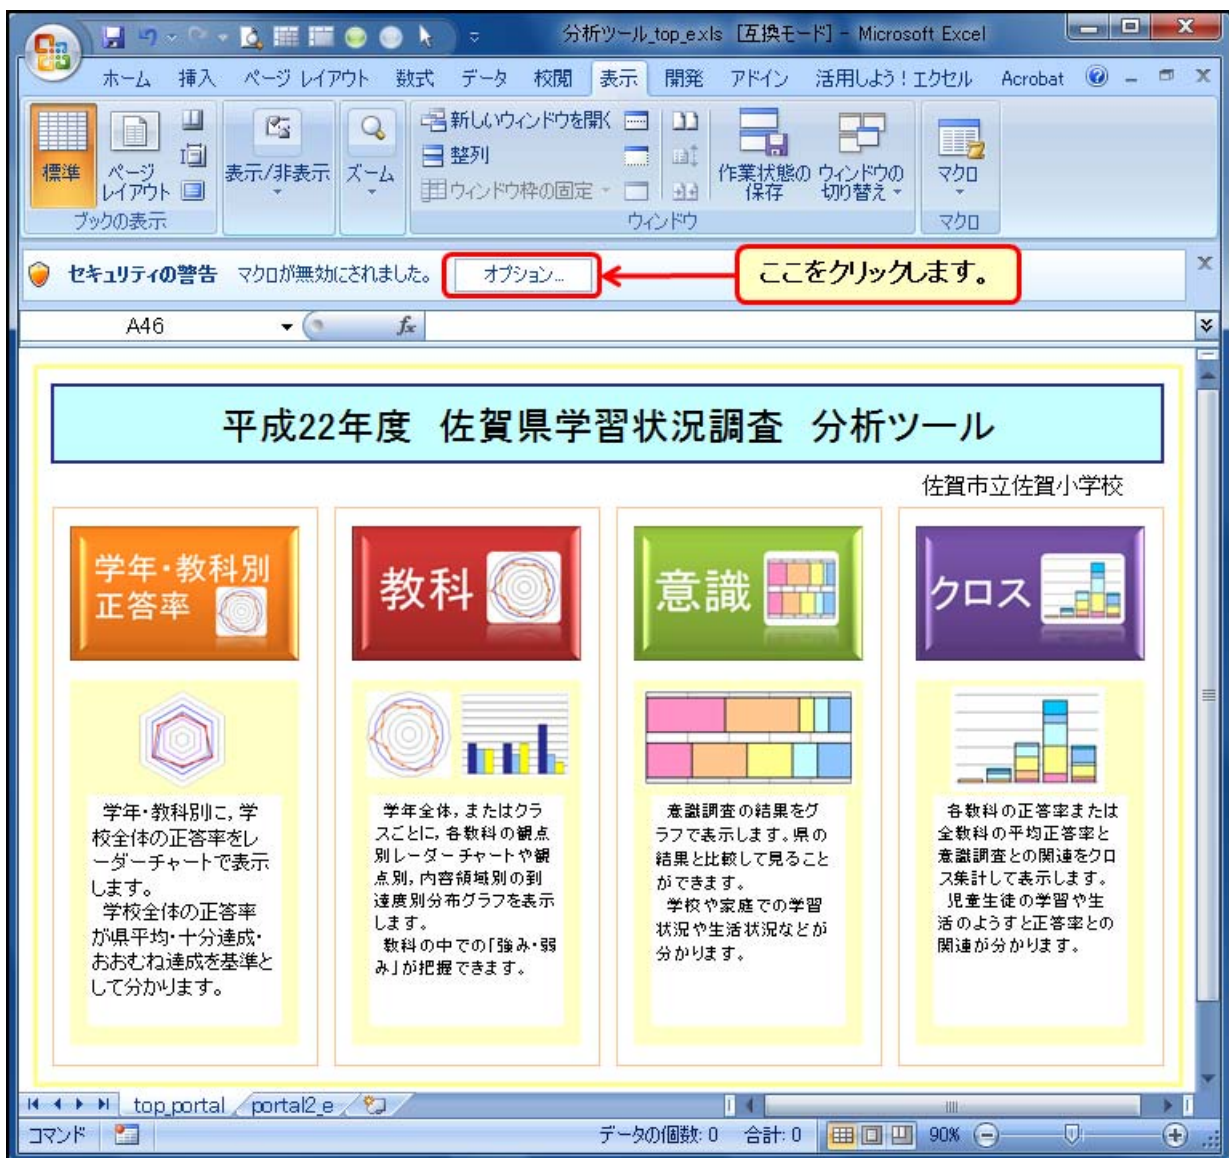 分析ツール_top_e.xls [互換モード] - Microsoft Excel
ホーム 挿入 ページ レイアウト 数式 データ 校閲 表示 開発 アドイン 活用しよう!エクセル Acrobat
標準
ページ
レイアウト
ブックの表示
表示/非表示
ズーム
新しいウィンドウを開く
整列
ウィンドウ枠の固定
作業状態の
保存
ウィンドウの
切り替え
ウィンドウ
マクロ
マクロ
セキュリティの警告 マクロが無効にされました。 オプション...
ここをクリックします。
A46 fx
平成22年度 佐賀県学習状況調査 分析ツール
佐賀市立佐賀小学校
学年・教科別
正答率
教科
意識
クロス
学年・教科別に,学
校全体の正答率をレ
ーダーチャートで表示
します。
学校全体の正答率
が県平均・十分達成・
おおむね達成を基準と
して分かります。
学年全体,またはクラ
スごとに,各教科の観点
別レーダーチャートや観
点別,内容領域別の到
達度別分布グラフを表示
します。
教科の中での「強み・弱
み」が把握できます。
意識調査の結果をグ
ラフで表示します。県の
結果と比較して見ること
ができます。
学校や家庭での学習
状況や生活状況などが
分かります。
各教科の正答率または
全教科の平均正答率と
意識調査との関連をクロ
ス集計して表示します。
児童生徒の学習や生
活のようすと正答率との
関連が分かります。
top_portal portal2_e
コマンド データの個数: 0 合計: 0 90%